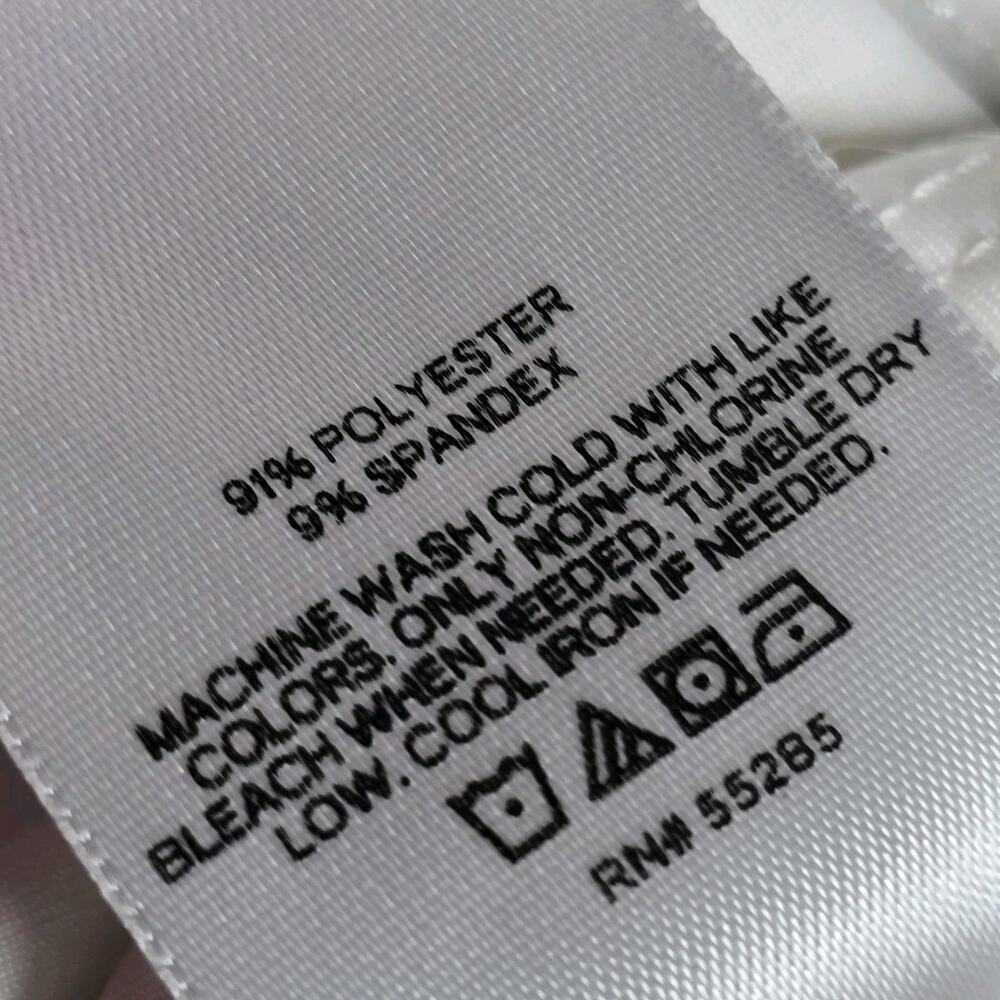 91% POLYESTER
9% SPANDEX
MACHINE WASH COLD WITH LIKE
COLORS. ONLY NON-CHLORINE
BLEACH WHEN NEEDED. TUMBLE DRY
LOW. COOL IRON IF NEEDED.
RN# 55285